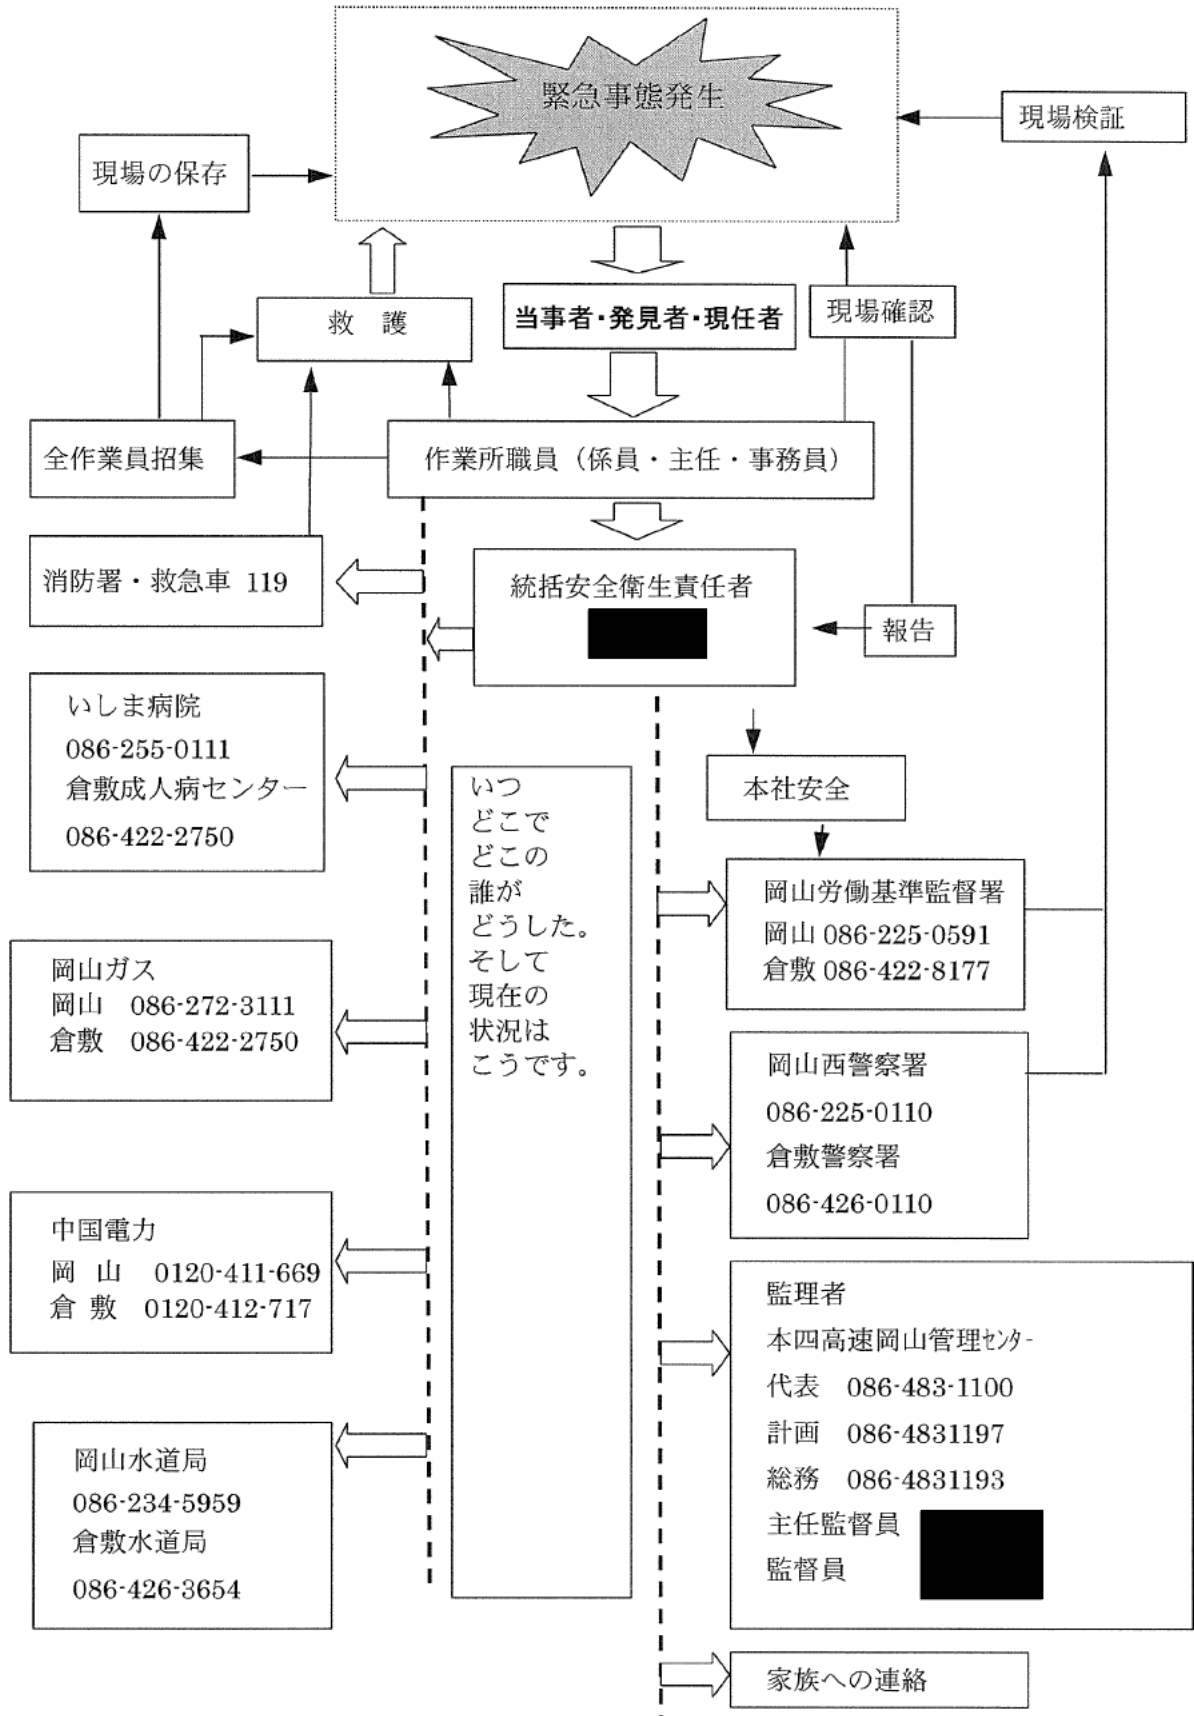 緊急事態発生
現場検証
現場の保存
救　護
当事者・発見者・現任者
現場確認
全作業員招集
作業所職員（係員・主任・事務員）
消防署・救急車 119
統括安全衛生責任者
報告
いしま病院
086-255-0111
倉敷成人病センター
086-422-2750
いつ
どこで
どこの
誰が
どうした。
そして
現在の
状況は
こうです。
本社安全
岡山労働基準監督署
岡山 086-225-0591
倉敷 086-422-8177
岡山ガス
岡山　086-272-3111
倉敷　086-422-2750
岡山西警察署
086-225-0110
倉敷警察署
086-426-0110
中国電力
岡　山　0120-411-669
倉 敷　0120-412-717
監理者
本四高速岡山管理ｾﾝﾀｰ
代表　086-483-1100
計画　086-4831197
総務　086-4831193
主任監督員
監督員
岡山水道局
086-234-5959
倉敷水道局
086-426-3654
家族への連絡